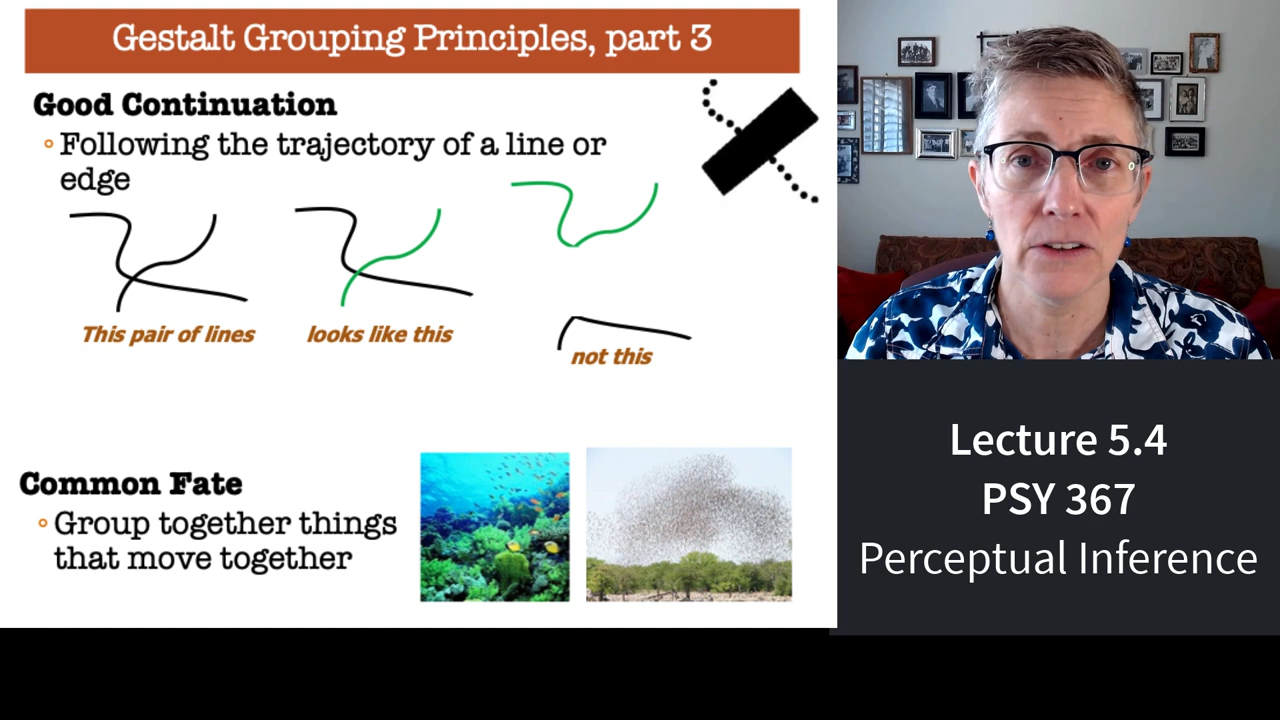 Gestalt Grouping Principles, part 3
Good Continuation
Following the trajectory of a line or
edge
This pair of lines
looks like this
not this
Common Fate
Group together things
that move together
Lecture 5.4
PSY 367
Perceptual Inference